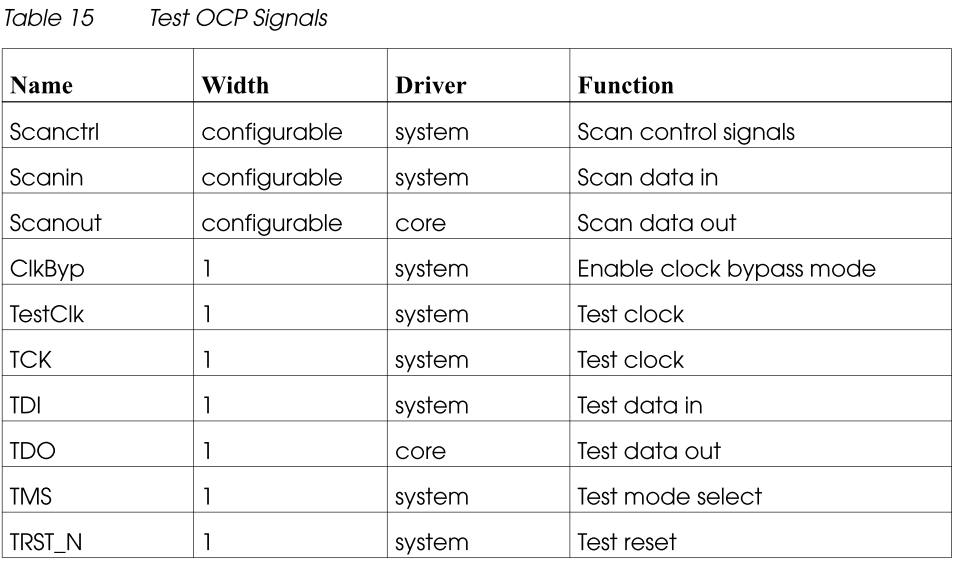 Table 15 Test OCP Signals
Name Width Driver Function
Scanctrl configurable system Scan control signals
Scanin configurable system Scan data in
Scanout configurable core Scan data out
ClkByp 1 system Enable clock bypass mode
TestClk 1 system Test clock
TCK 1 system Test clock
TDI 1 system Test data in
TDO 1 core Test data out
TMS 1 system Test mode select
TRST_N 1 system Test reset